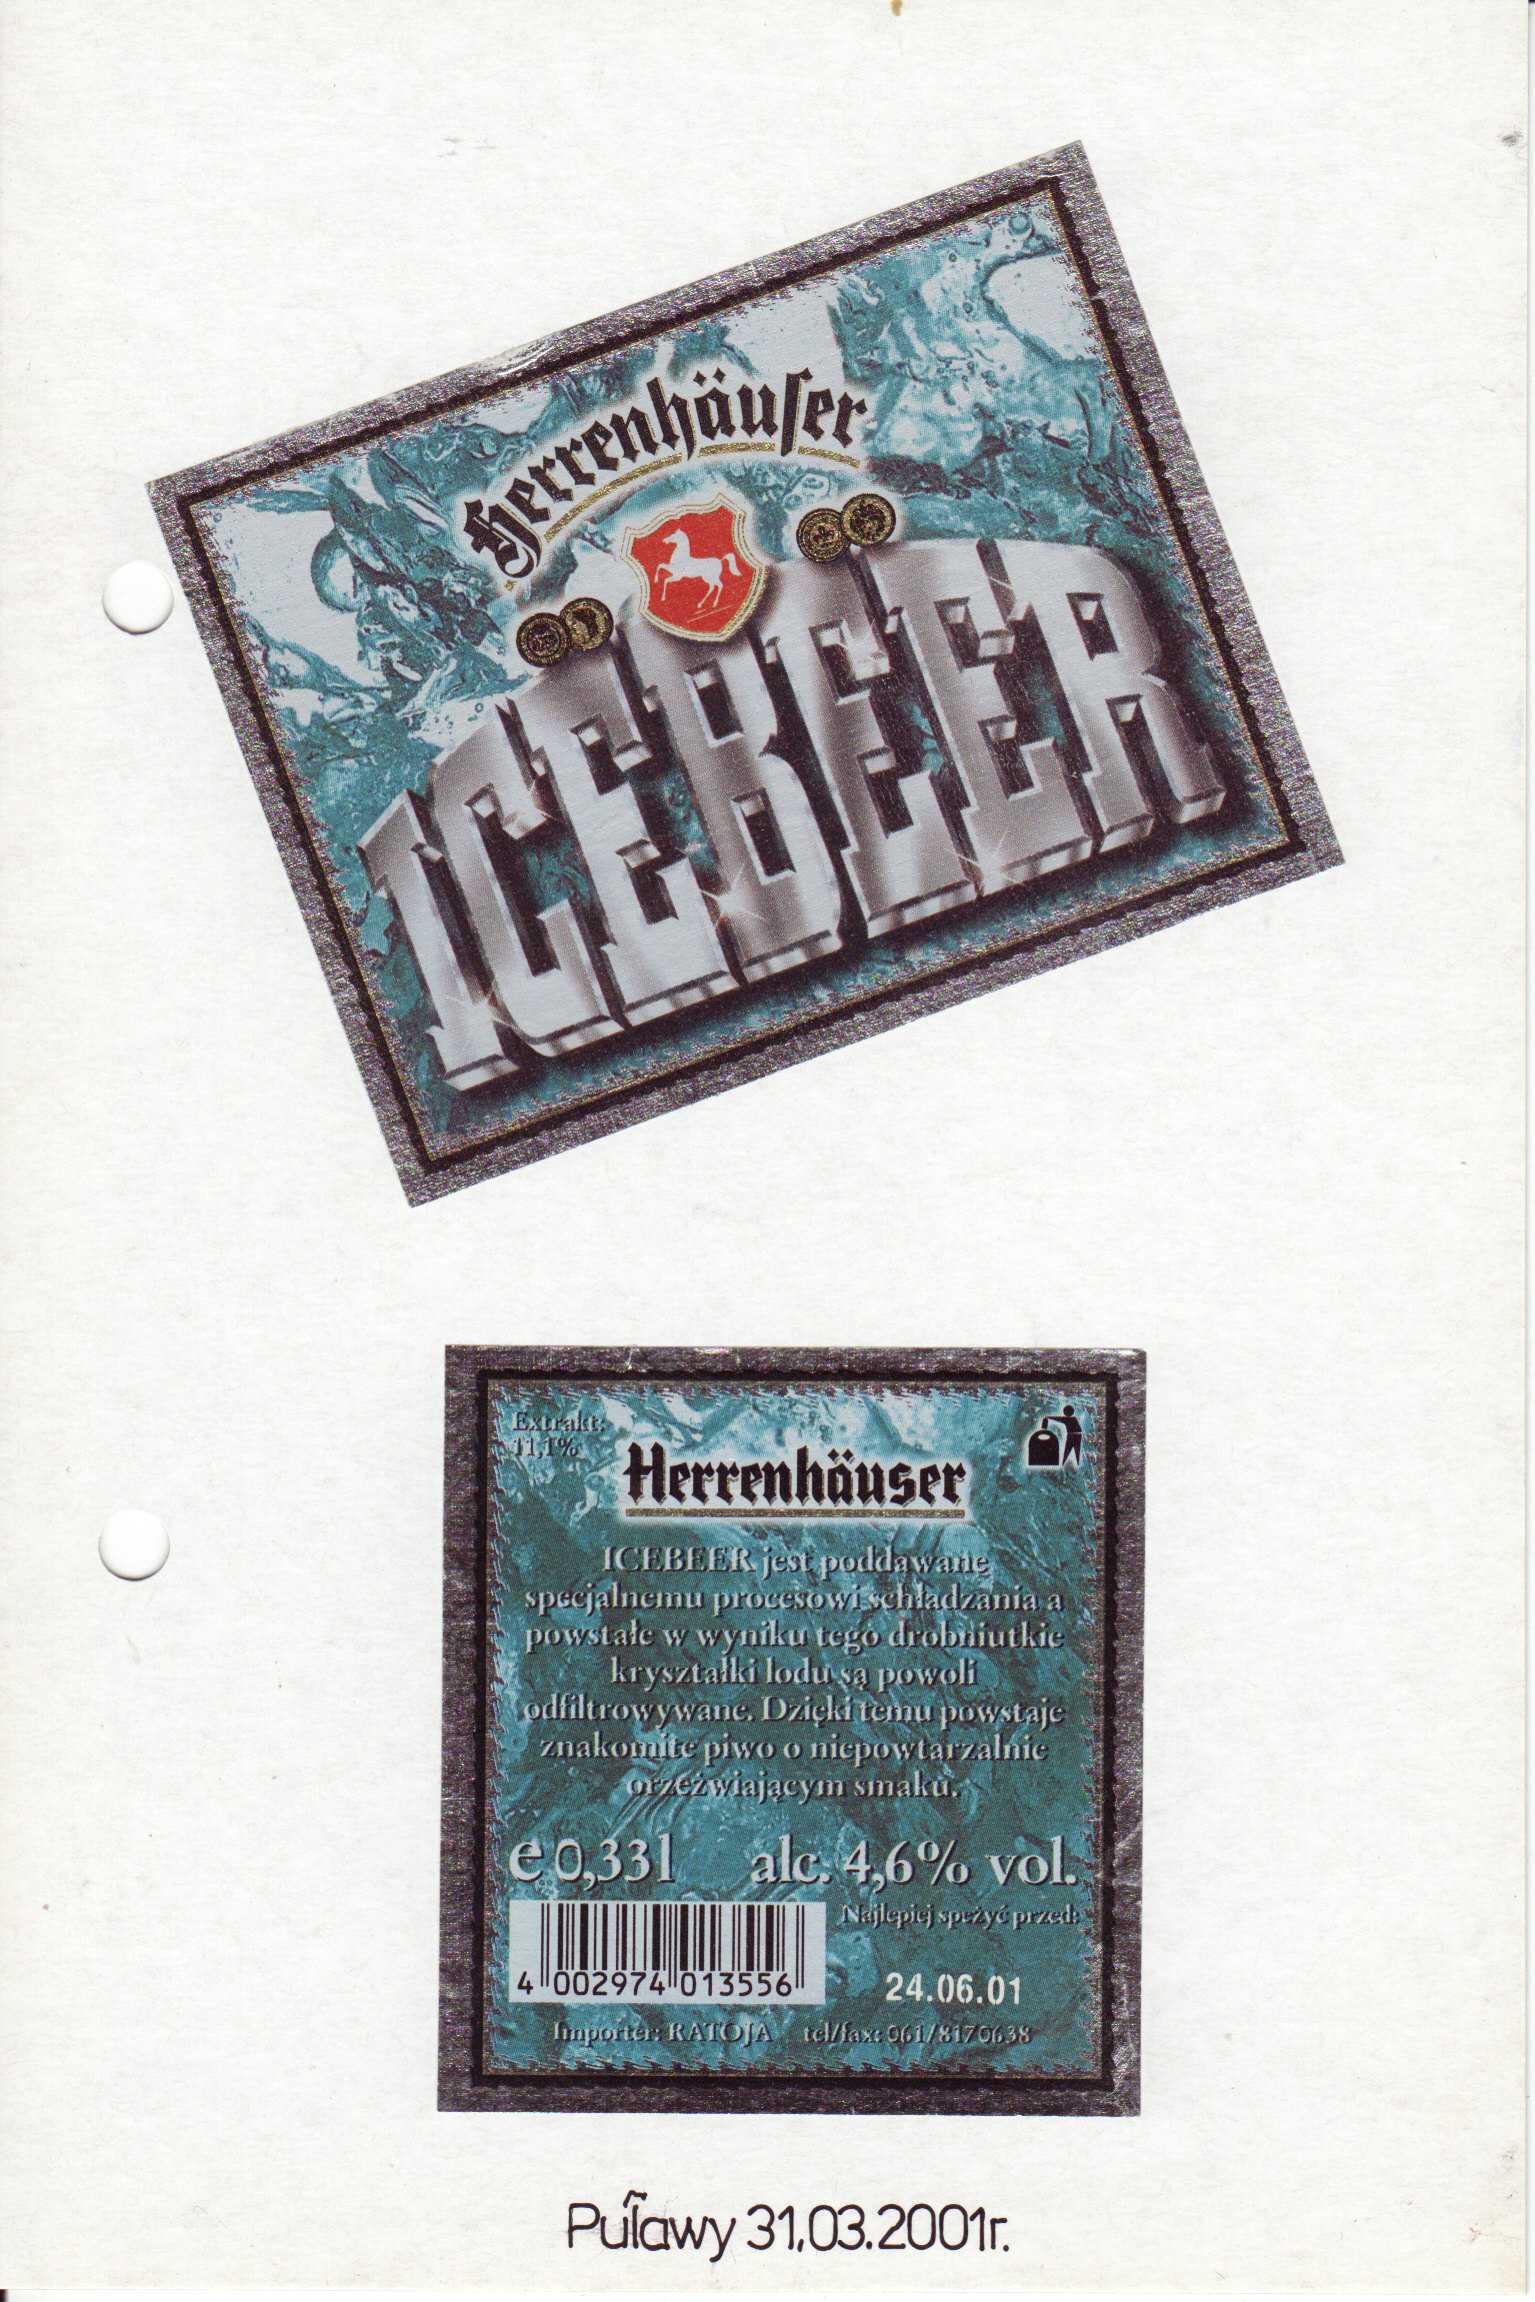 Herrenhäuſer
ICEBEER
Extrakt:
11,1%
Herrenhäuser
ICEBEER jest poddawane
specjalnemu procesowi schładzania a
powstałe w wyniku tego drobniutkie
kryształki lodu są powoli
odfiltrowywane. Dzięki temu powstaje
znakomite piwo o niepowtarzalnie
orzeźwiającym smaku.
e 0,33 l alc. 4,6% vol.
Najlepiej spożyć przed:
4 002974 013556
24.06.01
Importer: RATOJA tel/fax: 061/8170638
Puławy 31.03.2001r.